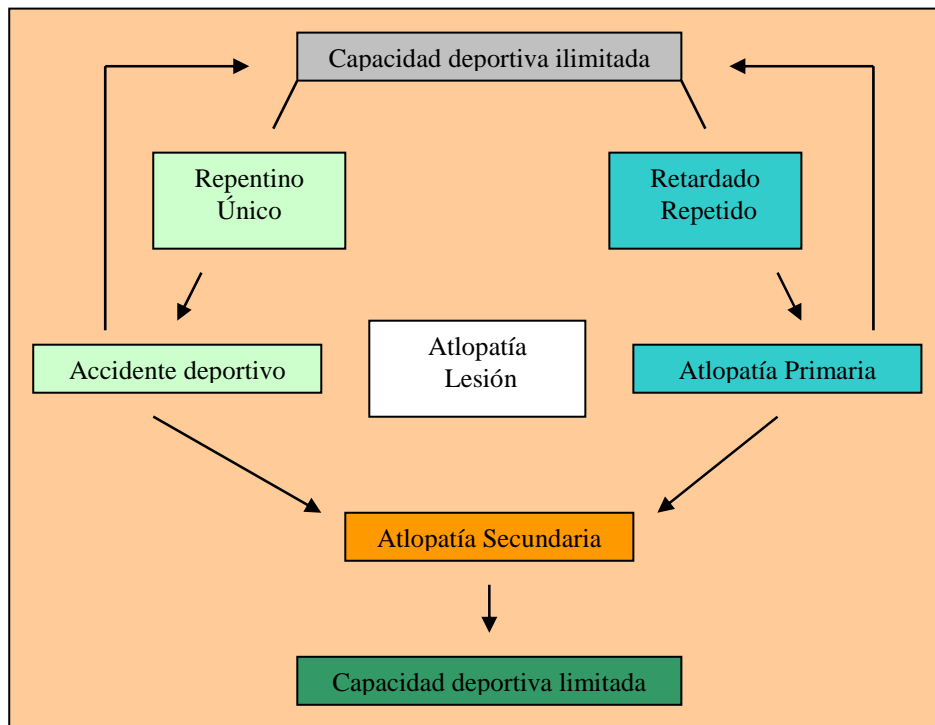 Capacidad deportiva ilimitada
Repentino
Único
Retardado
Repetido
Atlopatía
Lesión
Accidente deportivo
Atlopatía Primaria
Atlopatía Secundaria
Capacidad deportiva limitada